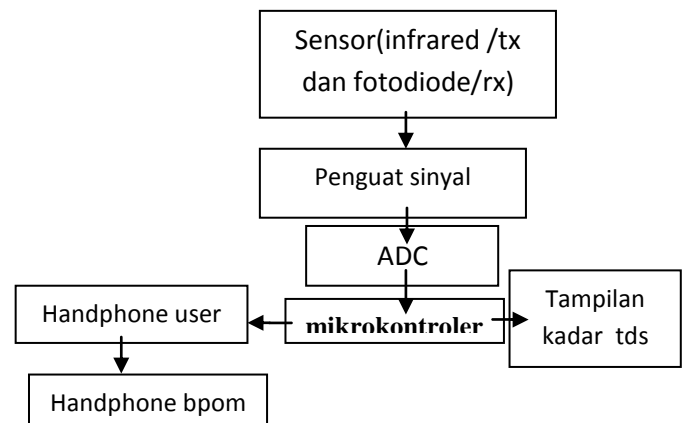 Sensor(infrared /tx
dan fotodiode/rx)
Penguat sinyal
ADC
Handphone user
mikrokontroler
Tampilan
kadar tds
Handphone bpom